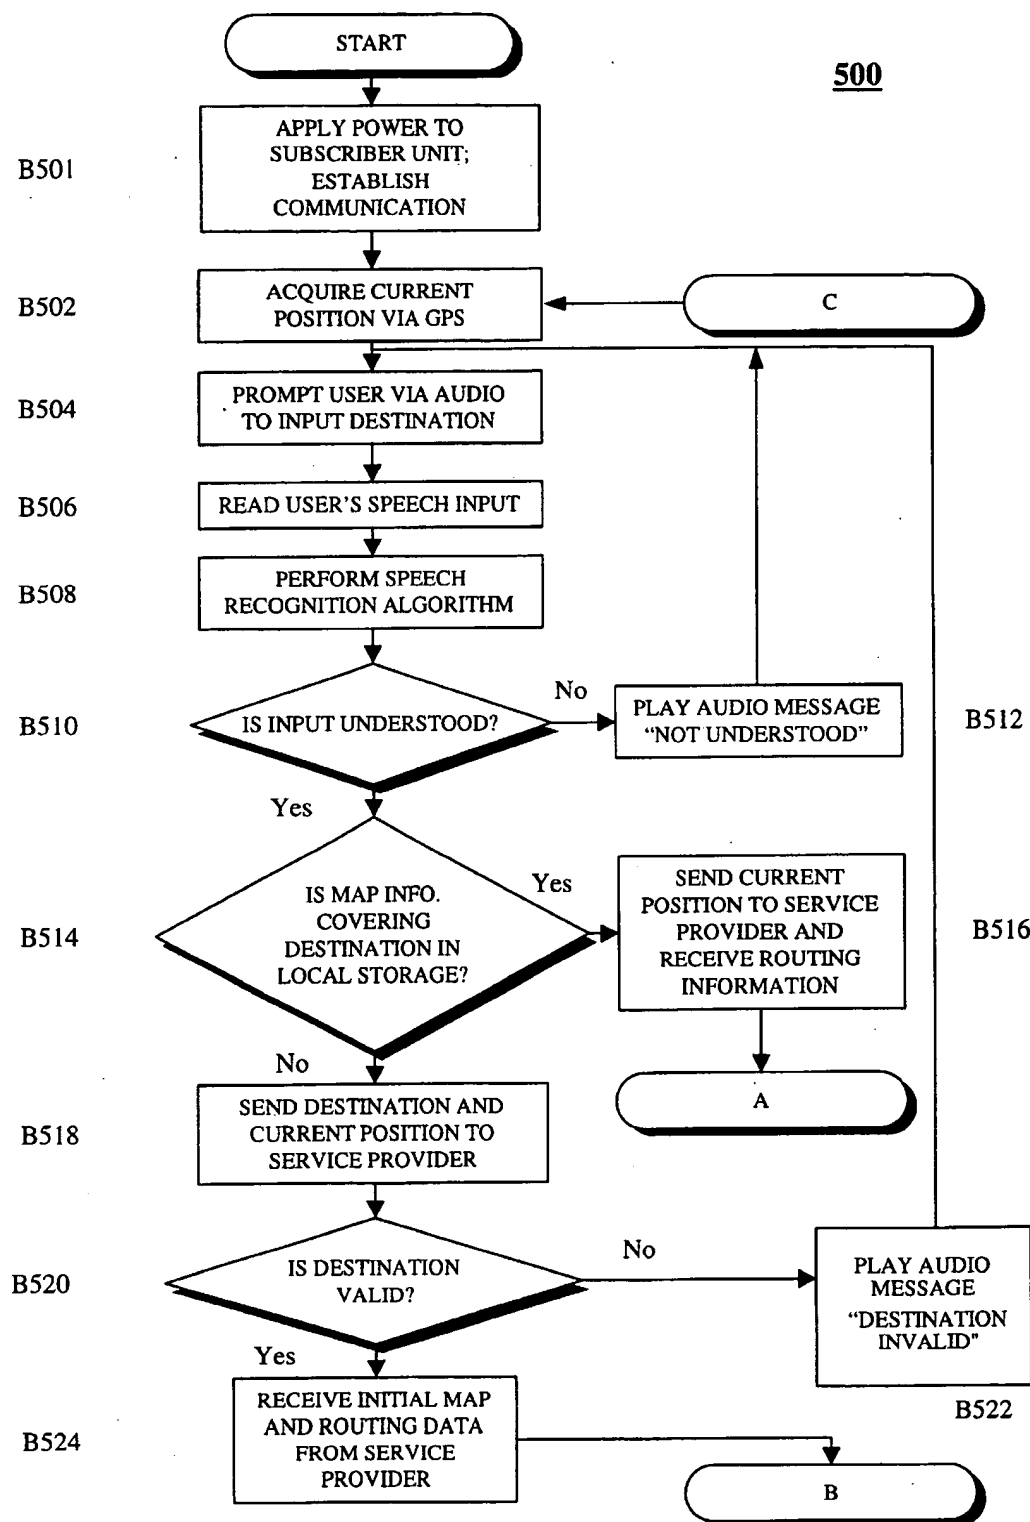 START
500
B501
APPLY POWER TO
SUBSCRIBER UNIT;
ESTABLISH
COMMUNICATION
B502
ACQUIRE CURRENT
POSITION VIA GPS
C
B504
PROMPT USER VIA AUDIO
TO INPUT DESTINATION
B506
READ USER'S SPEECH INPUT
B508
PERFORM SPEECH
RECOGNITION ALGORITHM
B510
IS INPUT UNDERSTOOD?
No
PLAY AUDIO MESSAGE
“NOT UNDERSTOOD”
B512
Yes
B514
IS MAP INFO.
COVERING
DESTINATION IN
LOCAL STORAGE?
Yes
SEND CURRENT
POSITION TO SERVICE
PROVIDER AND
RECEIVE ROUTING
INFORMATION
B516
A
No
B518
SEND DESTINATION AND
CURRENT POSITION TO
SERVICE PROVIDER
B520
IS DESTINATION
VALID?
No
PLAY AUDIO
MESSAGE
“DESTINATION
INVALID"
B522
Yes
B524
RECEIVE INITIAL MAP
AND ROUTING DATA
FROM SERVICE
PROVIDER
B